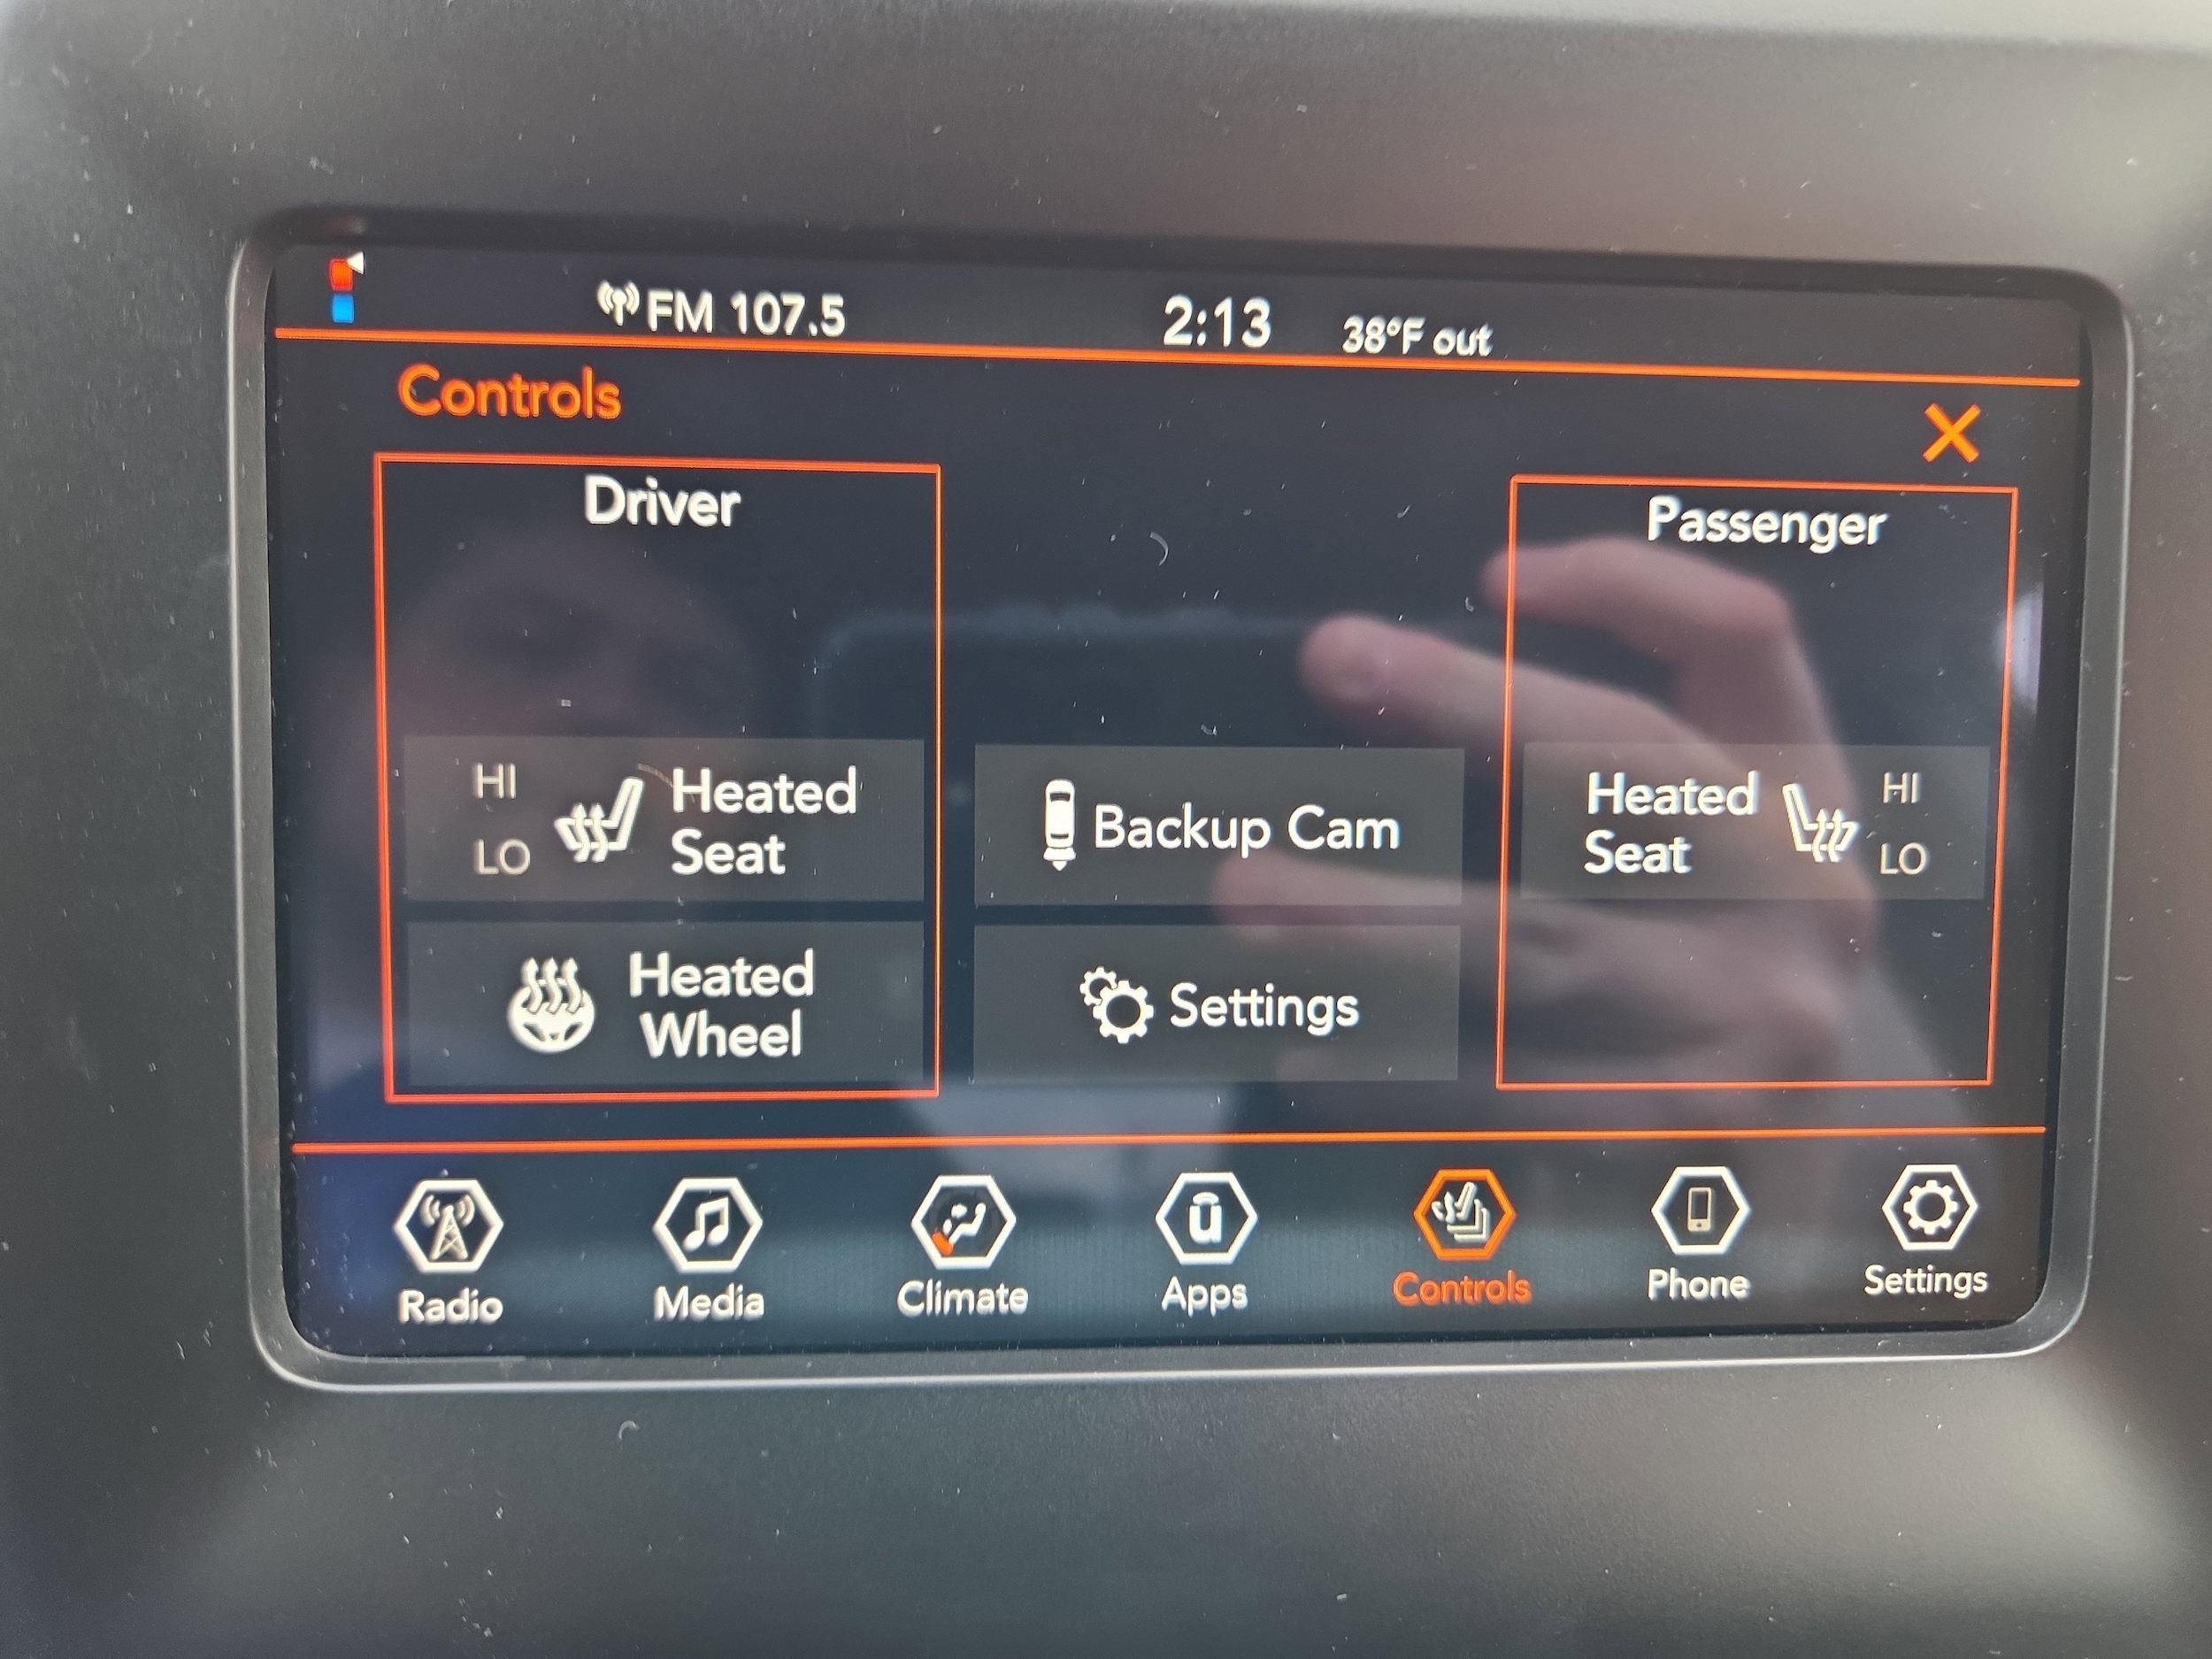 FM 107.5
2:13
38°F out
Controls
Driver
Passenger
HI
LO
Heated
Seat
Backup Cam
Heated
Seat
HI
LO
Heated
Wheel
Settings
Radio
Media
Climate
Apps
Controls
Phone
Settings